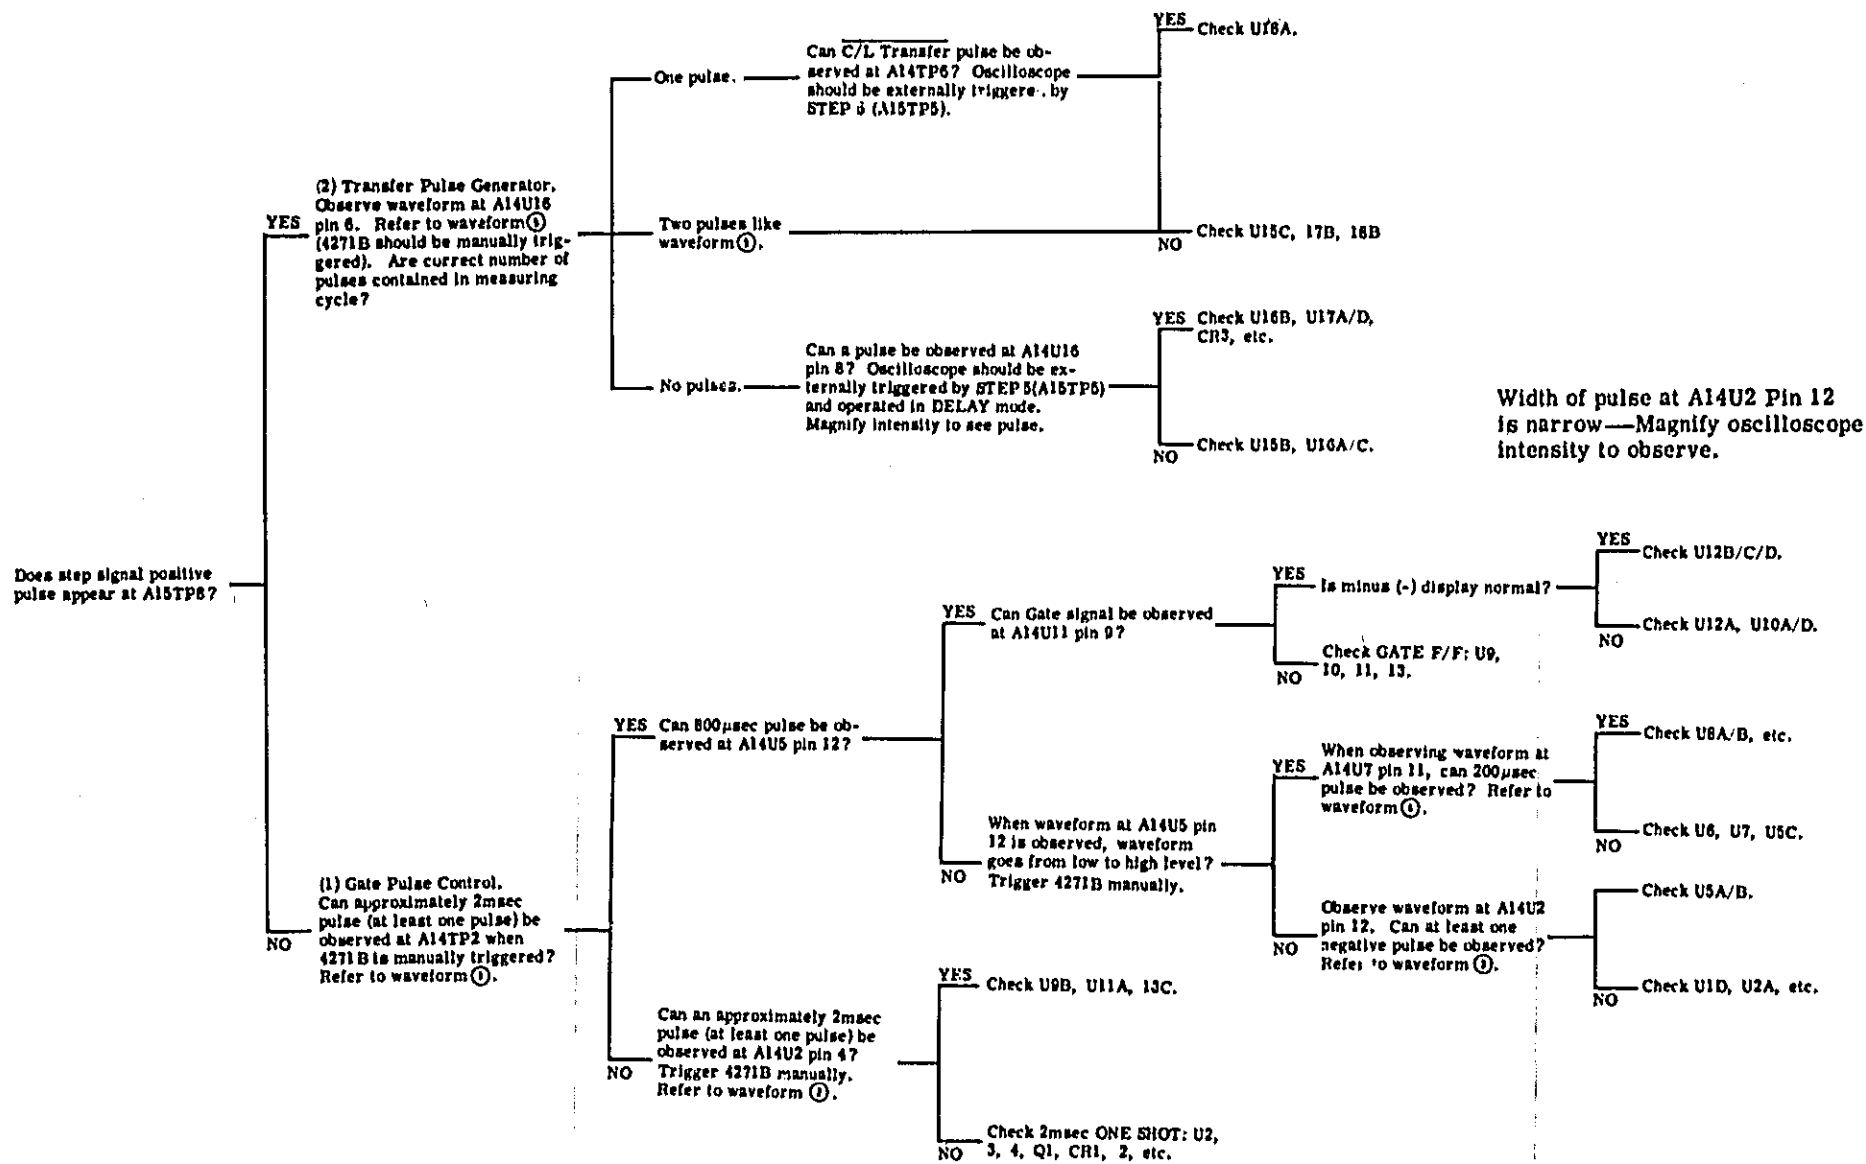 YES Check U18A.
Can C/L Transfer pulse be ob-
served at A14TP6? Oscilloscope
should be externally triggere. by
STEP 5 (A15TP5).
One pulse.
(2) Transfer Pulse Generator.
Observe waveform at A14U16
pin 6. Refer to waveform
(4271B should be manually trig-
gered). Are correct number of
pulses contained in measuring
cycle?
YES
Two pulses like
waveform
NO Check U15C, 17B, 18B
YES Check U16B, U17A/D,
CR3, etc.
Can a pulse be observed at A14U16
pin 8? Oscilloscope should be ex-
ternally triggered by STEP 5(A15TP5)
and operated in DELAY mode.
Magnify intensity to see pulse.
No pulses.
NO Check U15B, U16A/C.
Width of pulse at A14U2 Pin 12
is narrow—Magnify oscilloscope
intensity to observe.
Does step signal positive
pulse appear at A15TP6?
YES Check U12B/C/D.
YES Is minus (-) display normal?
NO Check U12A, U10A/D.
YES Can Gate signal be observed
at A14U11 pin 9?
NO Check GATE F/F: U9,
10, 11, 13.
YES Can 800μsec pulse be ob-
served at A14U5 pin 12?
YES Check U8A/B, etc.
YES When observing waveform at
A14U7 pin 11, can 200μsec
pulse be observed? Refer to
waveform
NO Check U6, U7, U5C.
When waveform at A14U5 pin
12 is observed, waveform
NO goes from low to high level?
Trigger 4271B manually.
(1) Gate Pulse Control.
Can approximately 2msec
pulse (at least one pulse) be
NO observed at A14TP2 when
4271B is manually triggered?
Refer to waveform ①.
Check U5A/B.
Observe waveform at A14U2
pin 12. Can at least one
NO negative pulse be observed?
Refer to waveform ③.
NO Check U1D, U2A, etc.
YES Check U9B, U11A, 13C.
Can an approximately 2msec
pulse (at least one pulse) be
observed at A14U2 pin 4?
NO Trigger 4271B manually.
Refer to waveform ②.
Check 2msec ONE SHOT: U2,
NO 3, 4, Q1, CR1, 2, etc.